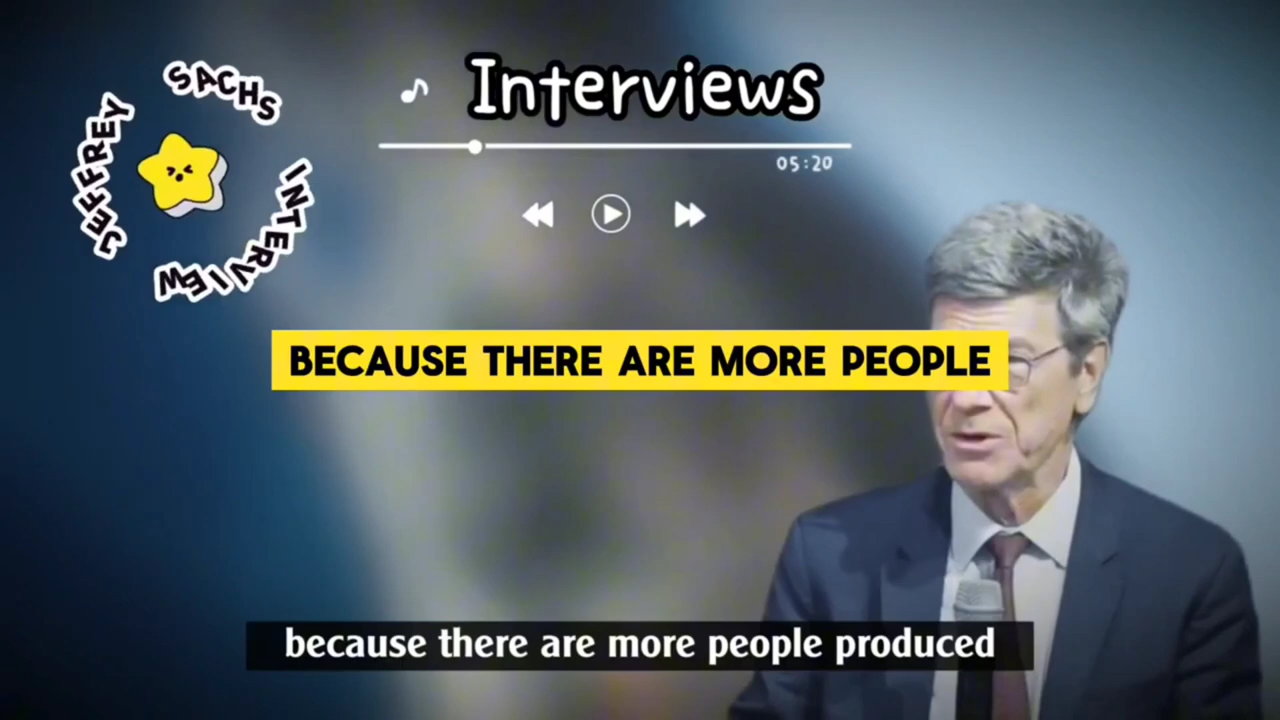 JEFFREY SACHS INTERVIEW
Interviews
05:20
BECAUSE THERE ARE MORE PEOPLE
because there are more people produced